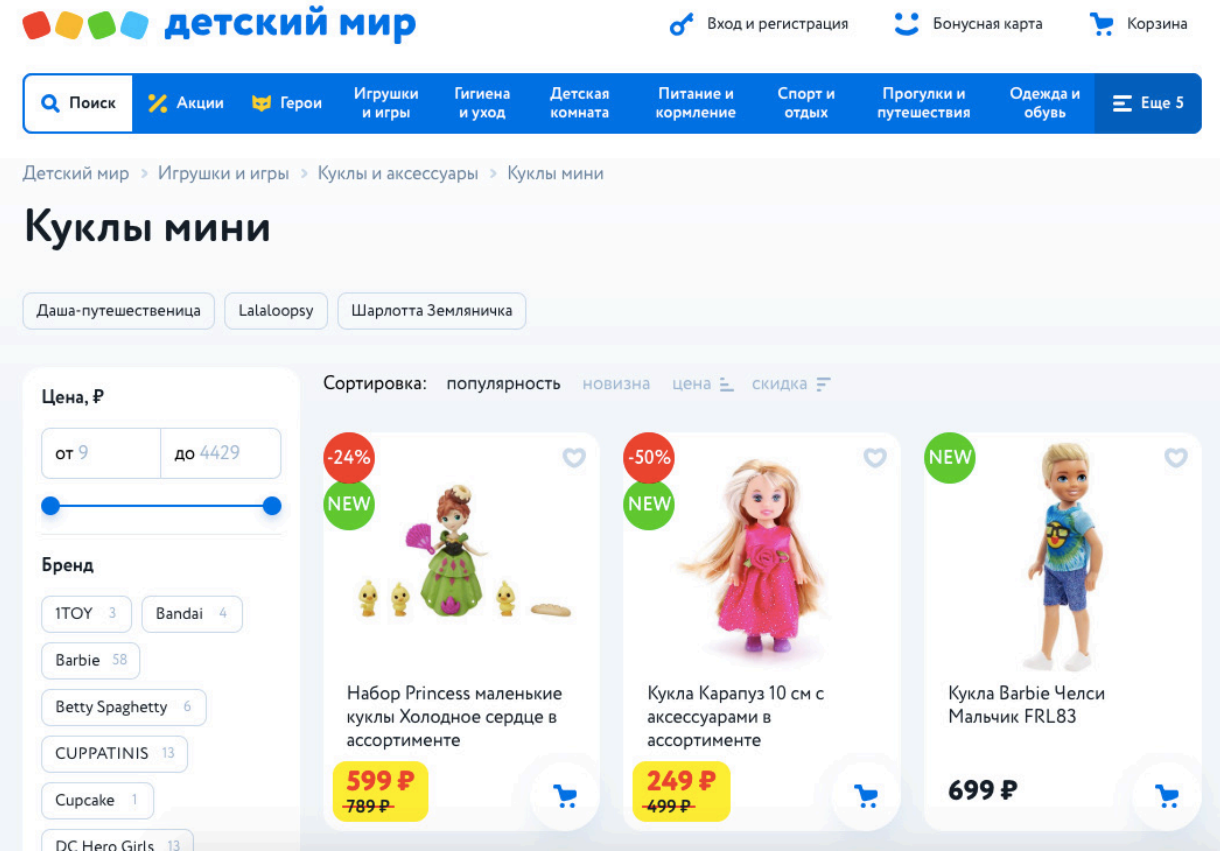 детский мир
Вход и регистрация
Бонусная карта
Корзина
Поиск
Акции
Герои
Игрушки
и игры
Гигиена
и уход
Детская
комната
Питание и
кормление
Спорт и
отдых
Прогулки и
путешествия
Одежда и
обувь
Еще 5
Детский мир > Игрушки и игры > Куклы и аксессуары > Куклы мини
Куклы мини
Даша-путешественица
Lalaloopsy
Шарлотта Земляничка
Цена, ₽
от 9
до 4429
Бренд
1TOY 3
Bandai 4
Barbie 58
Betty Spaghetty 6
CUPPATINIS 13
Cupcake 1
DC Hero Girls 13
Сортировка: популярность новизна цена скидка
-24%
NEW
Набор Princess маленькие
куклы Холодное сердце в
ассортименте
599 ₽
789 ₽
-50%
NEW
Кукла Карапуз 10 см с
аксессуарами в
ассортименте
249 ₽
499 ₽
NEW
Кукла Barbie Челси
Мальчик FRL83
699 ₽